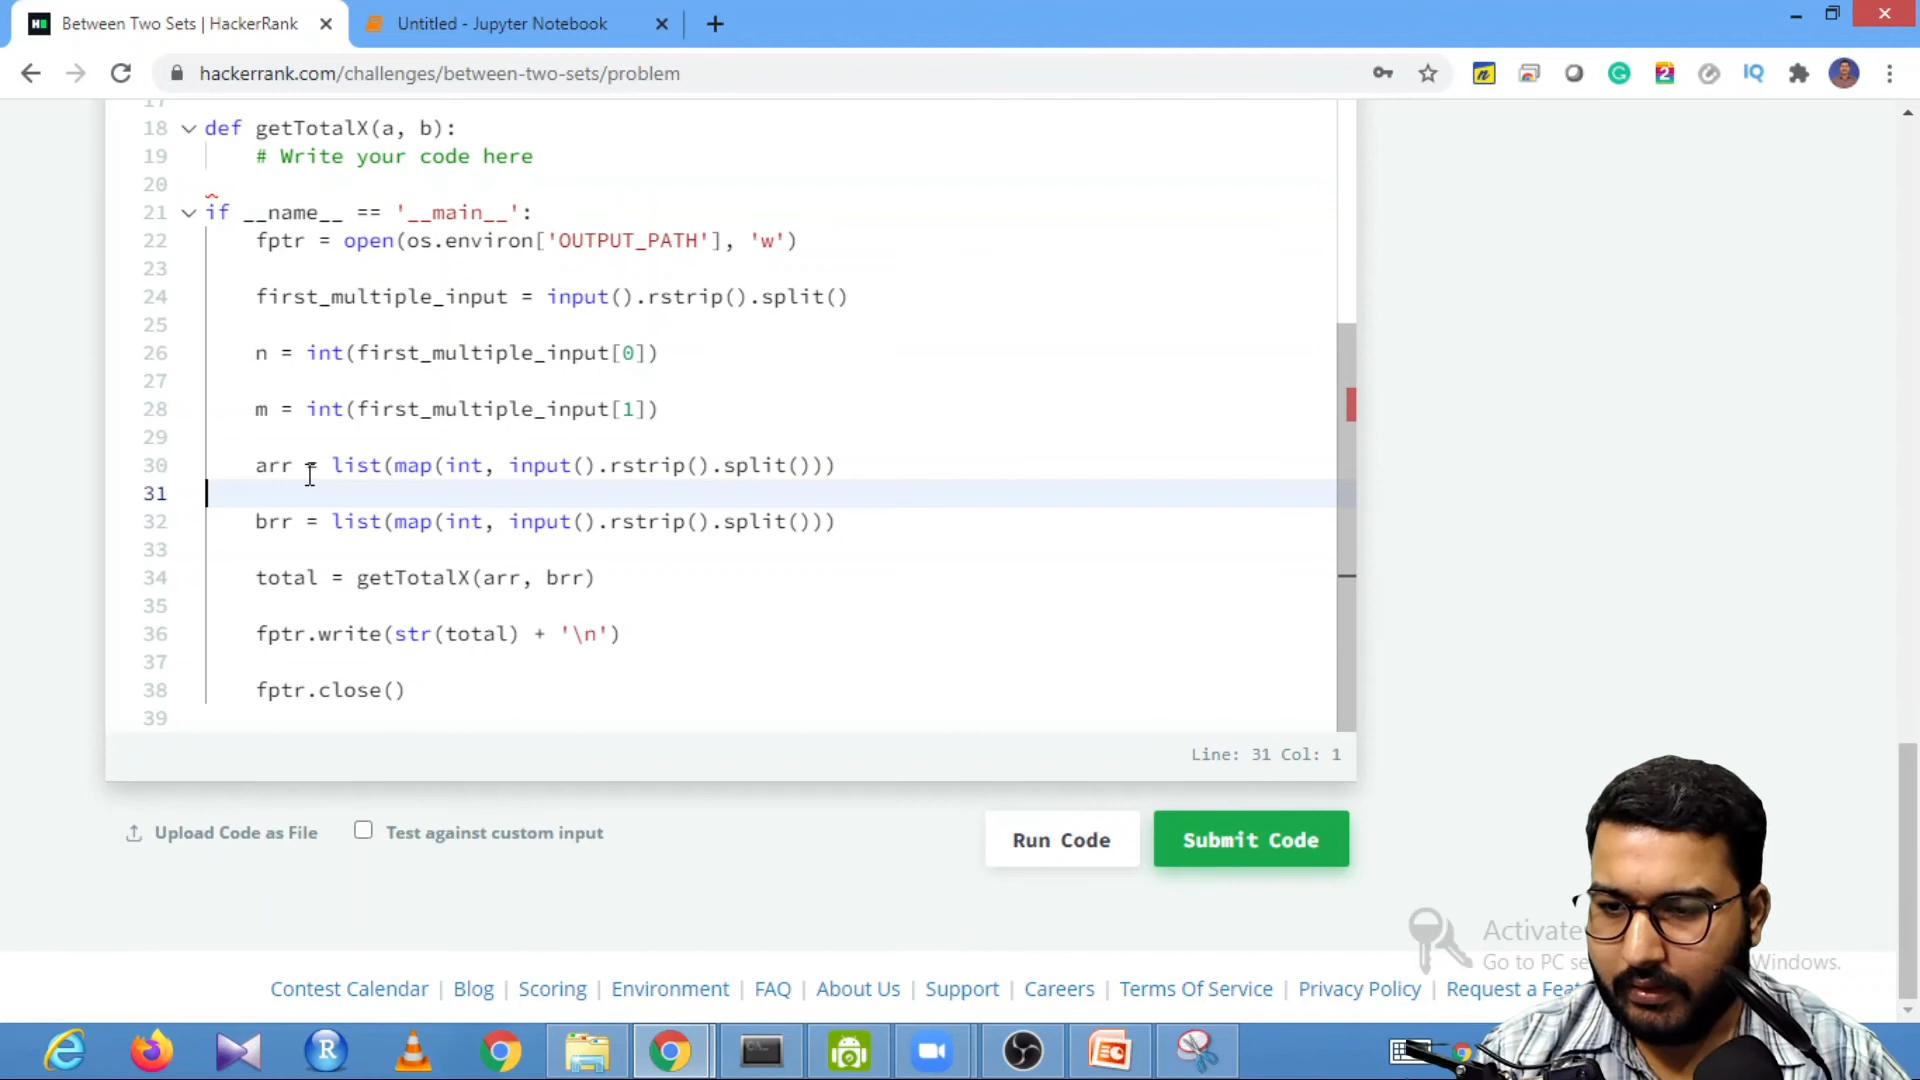 Between Two Sets | HackerRank
Untitled - Jupyter Notebook
hackerrank.com/challenges/between-two-sets/problem
17
18 def getTotalX(a, b):
19 # Write your code here
20
21 if __name__ == '__main__':
22 fptr = open(os.environ['OUTPUT_PATH'], 'w')
23
24 first_multiple_input = input().rstrip().split()
25
26 n = int(first_multiple_input[0])
27
28 m = int(first_multiple_input[1])
29
30 arr = list(map(int, input().rstrip().split()))
31
32 brr = list(map(int, input().rstrip().split()))
33
34 total = getTotalX(arr, brr)
35
36 fptr.write(str(total) + '\n')
37
38 fptr.close()
39
Line: 31 Col: 1
Upload Code as File
Test against custom input
Run Code
Submit Code
Activate
Go to PC se Windows.
Contest Calendar | Blog | Scoring | Environment | FAQ | About Us | Support | Careers | Terms Of Service | Privacy Policy | Request a Feat